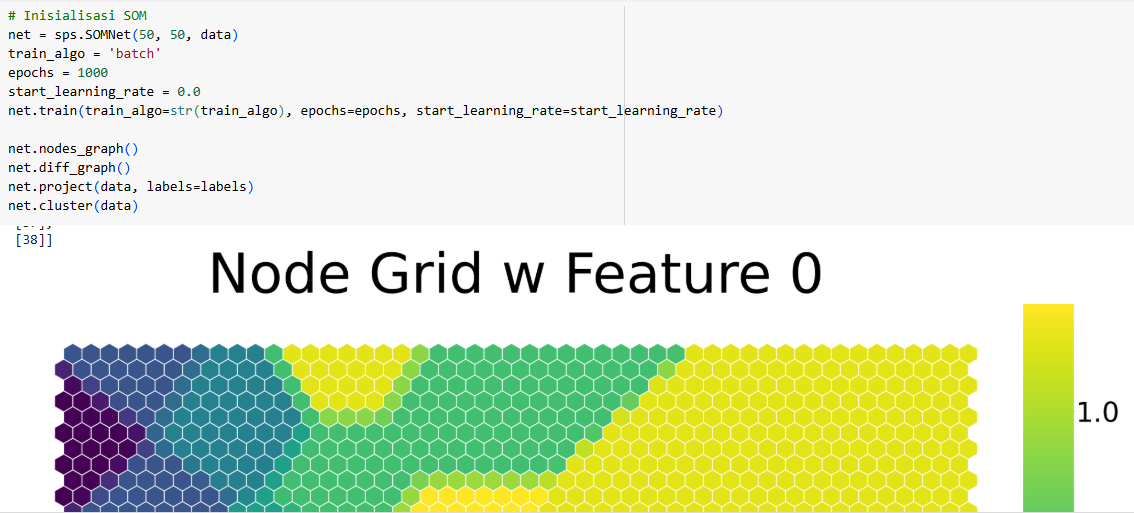 # Inisialisasi SOM
net = sps.SOMNet(50, 50, data)
train_algo = 'batch'
epochs = 1000
start_learning_rate = 0.0
net.train(train_algo=str(train_algo), epochs=epochs, start_learning_rate=start_learning_rate)
net.nodes_graph()
net.diff_graph()
net.project(data, labels=labels)
net.cluster(data)
[38]]
Node Grid w Feature 0
1.0